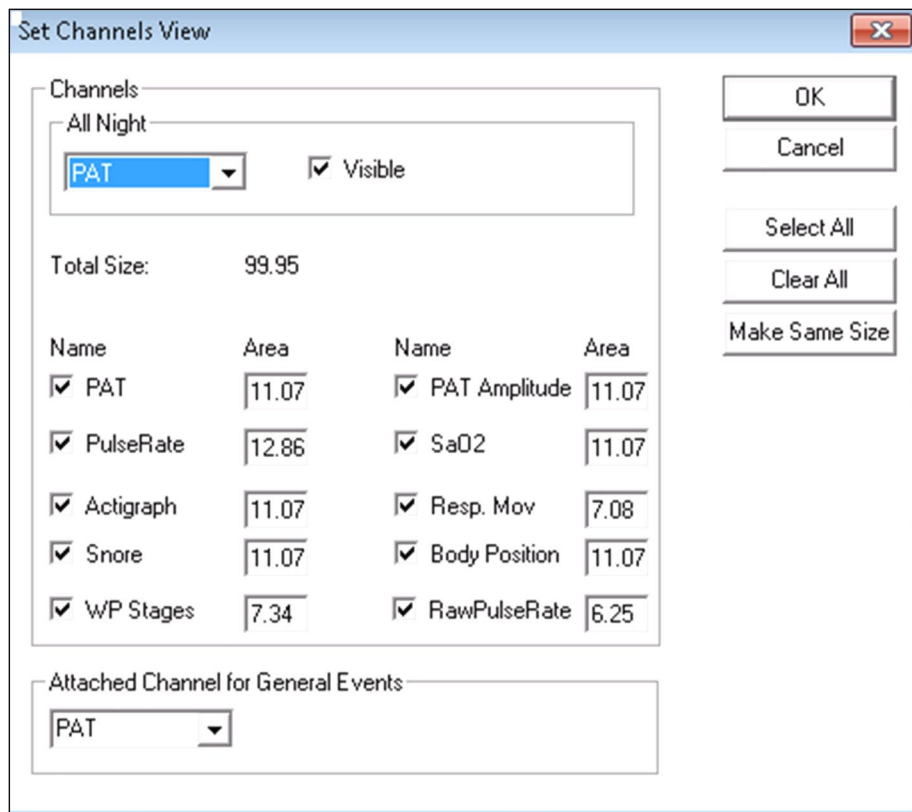 Set Channels View
Channels
OK
All Night
Cancel
PAT Visible
Select All
Total Size: 99.95
Clear All
Make Same Size
Name Area Name Area
PAT 11.07 PAT Amplitude 11.07
PulseRate 12.86 SaO2 11.07
Actigraph 11.07 Resp. Mov 7.08
Snore 11.07 Body Position 11.07
WP Stages 7.34 RawPulseRate 6.25
Attached Channel for General Events
PAT